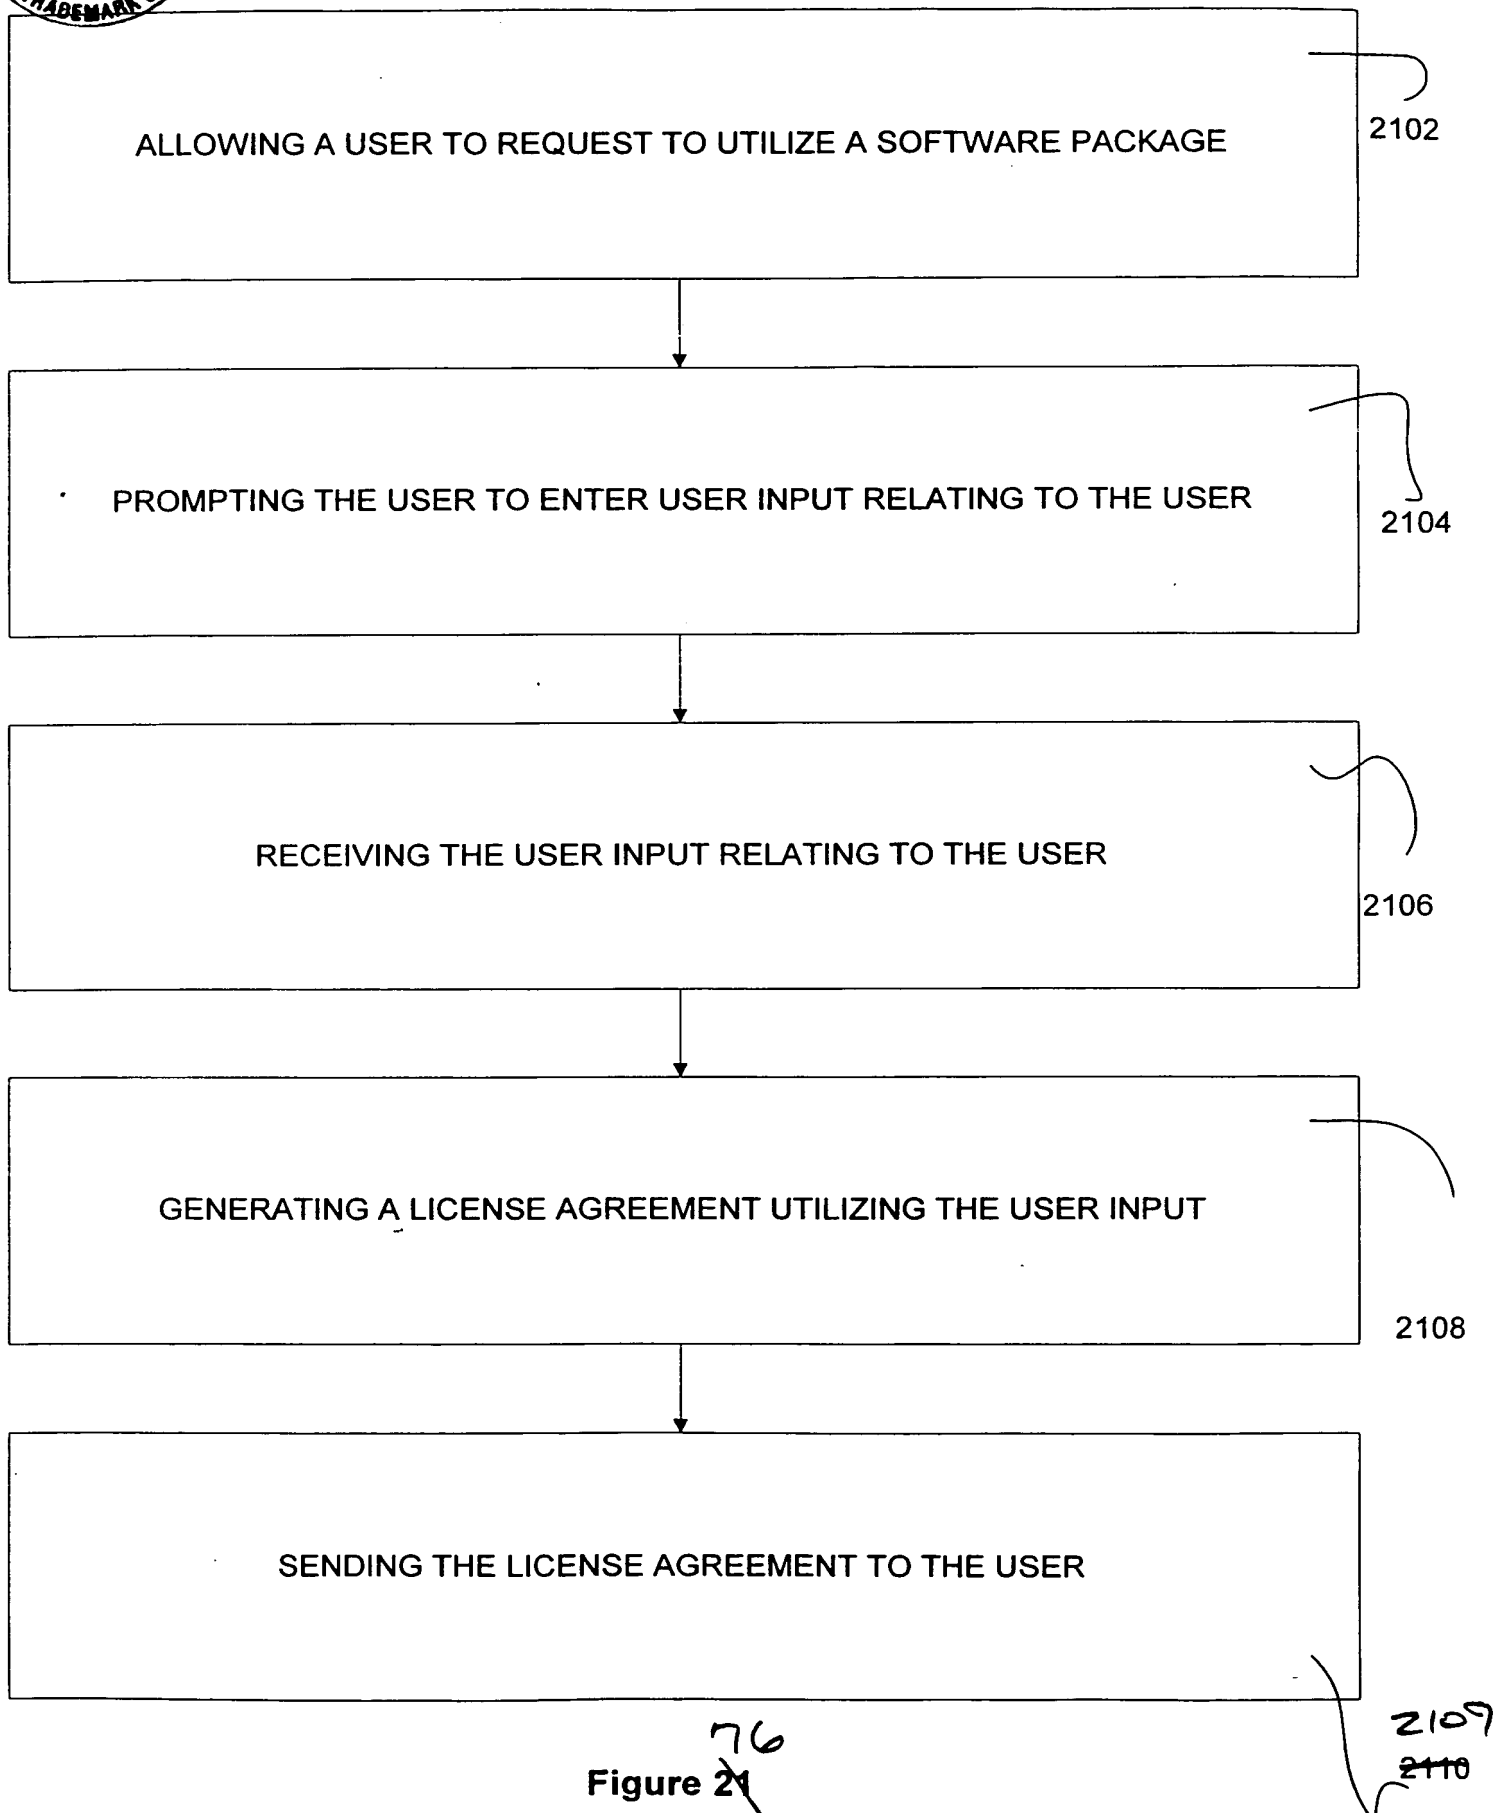 TRADEMARK
ALLOWING A USER TO REQUEST TO UTILIZE A SOFTWARE PACKAGE
2102
PROMPTING THE USER TO ENTER USER INPUT RELATING TO THE USER
2104
RECEIVING THE USER INPUT RELATING TO THE USER
2106
GENERATING A LICENSE AGREEMENT UTILIZING THE USER INPUT
2108
SENDING THE LICENSE AGREEMENT TO THE USER
2109
2110
76
Figure 21